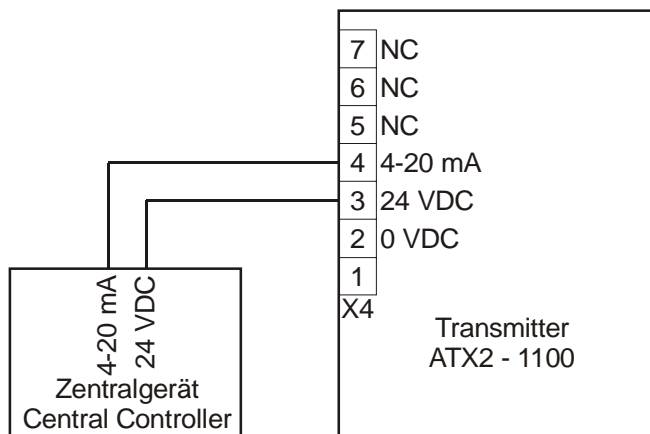 7 NC
6 NC
5 NC
4 4-20 mA
3 24 VDC
2 0 VDC
1
X4
Transmitter
ATX2 - 1100
4-20 mA
24 VDC
Zentralgerät
Central Controller